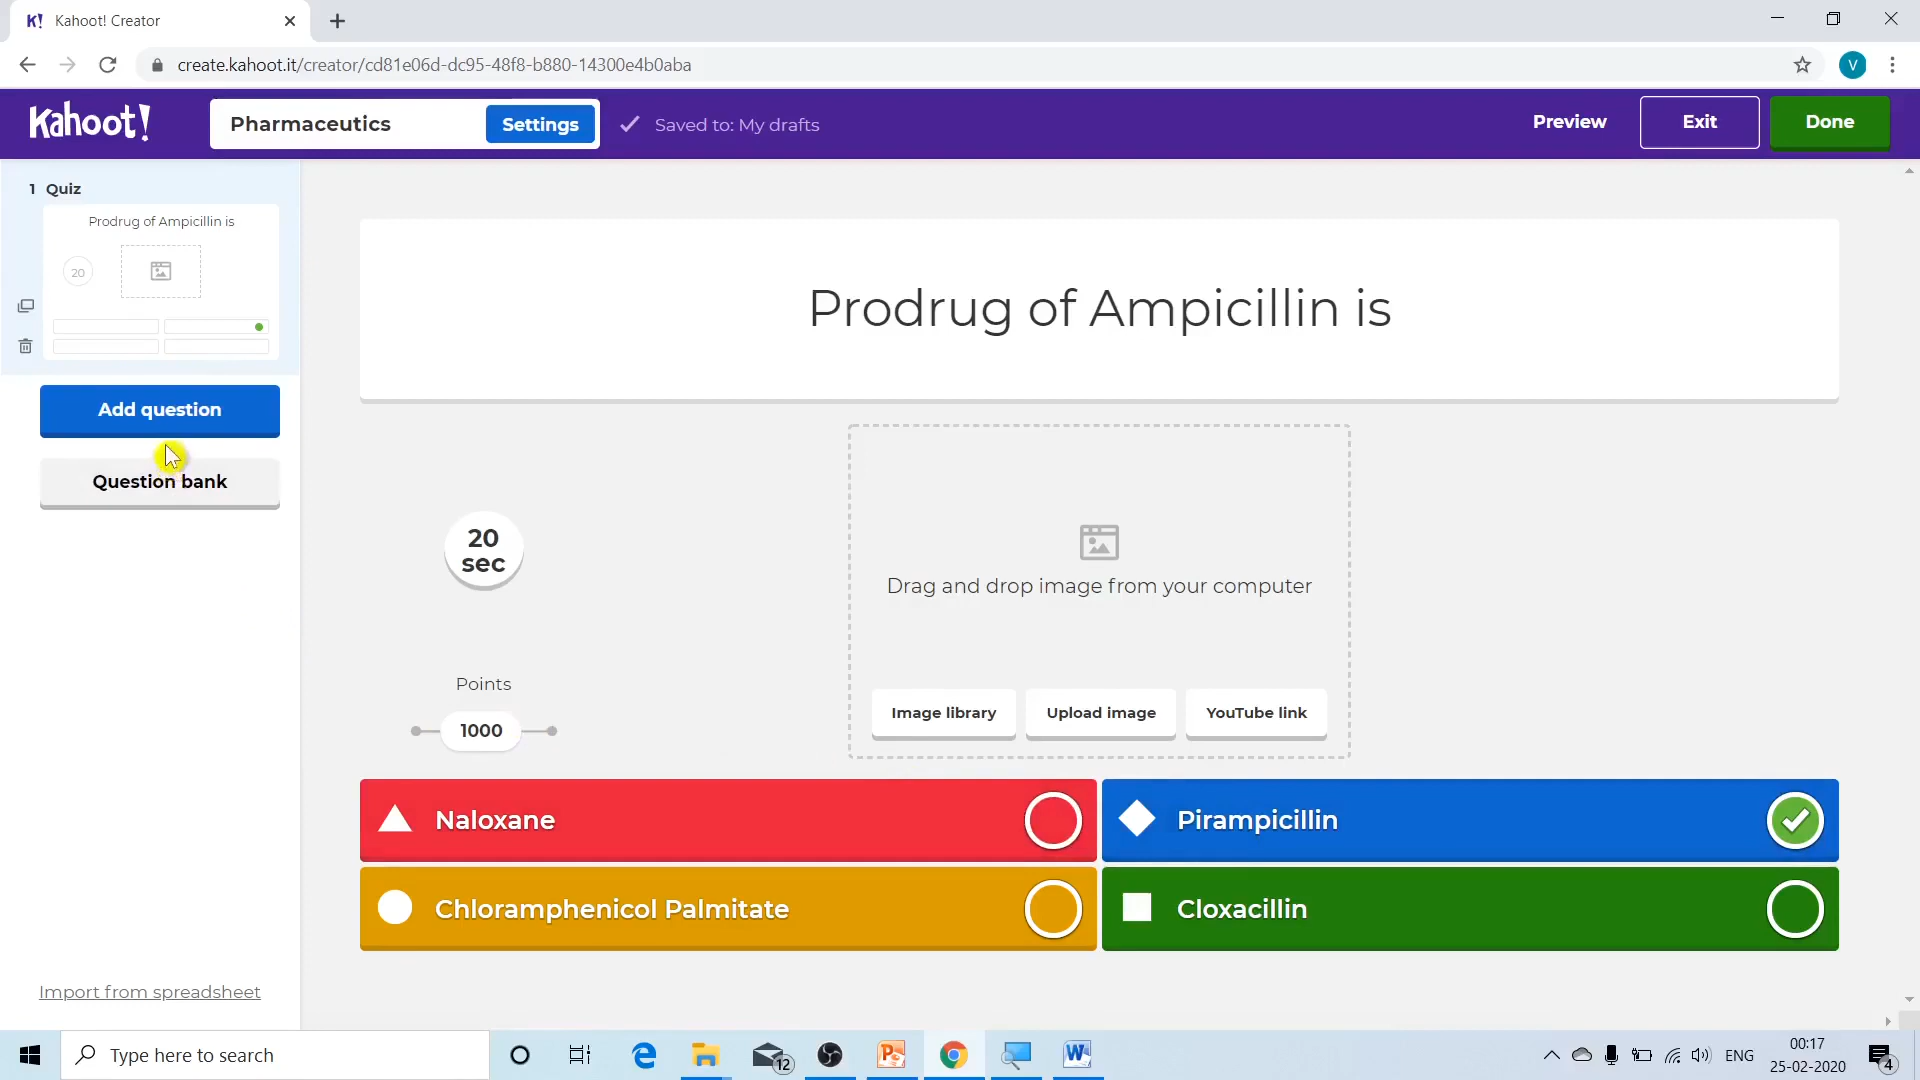 K! Kahoot! Creator
create.kahoot.it/creator/cd81e06d-dc95-48f8-b880-14300e4b0aba
V
Kahoot!
Pharmaceutics
Settings
Saved to: My drafts
Preview
Exit
Done
1 Quiz
Prodrug of Ampicillin is
20
Add question
Question bank
Import from spreadsheet
Prodrug of Ampicillin is
20
sec
Drag and drop image from your computer
Points
1000
Image library
Upload image
YouTube link
Naloxane
Pirampicillin
Chloramphenicol Palmitate
Cloxacillin
Type here to search
12
ENG
00:17
25-02-2020
4